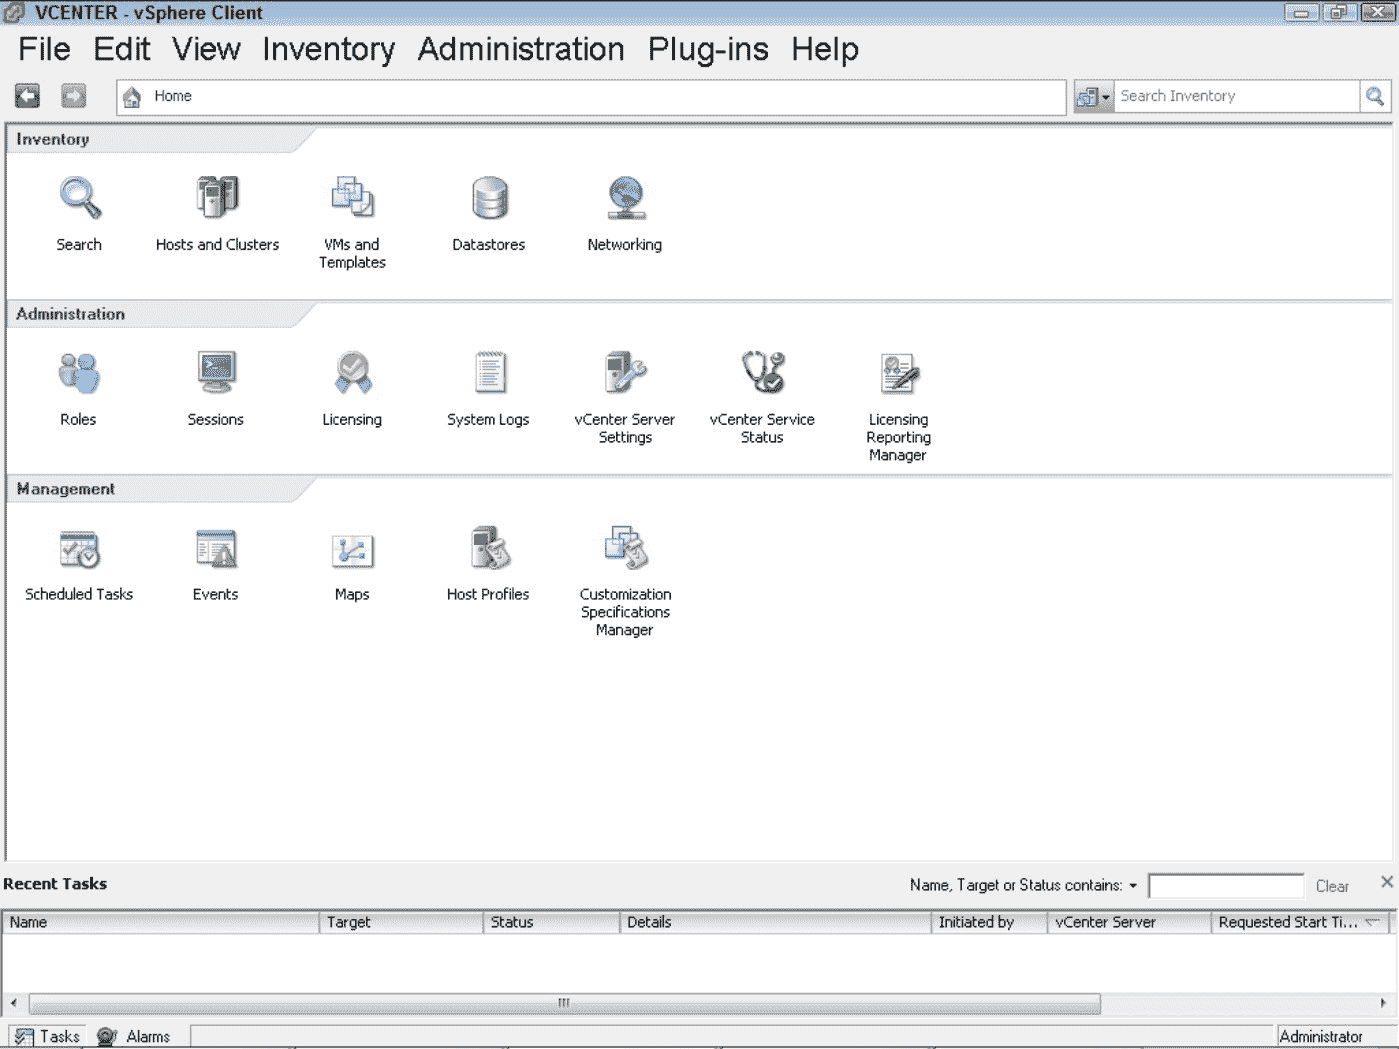 VCENTER - vSphere Client
File Edit View Inventory Administration Plug-ins Help
Home
Search Inventory
Inventory
Search
Hosts and Clusters
VMs and
Templates
Datastores
Networking
Administration
Roles
Sessions
Licensing
System Logs
vCenter Server
Settings
vCenter Service
Status
Licensing
Reporting
Manager
Management
Scheduled Tasks
Events
Maps
Host Profiles
Customization
Specifications
Manager
Recent Tasks
Name, Target or Status contains:
Clear
Name Target Status Details Initiated by vCenter Server Requested Start Ti...
Tasks
Alarms
Administrator